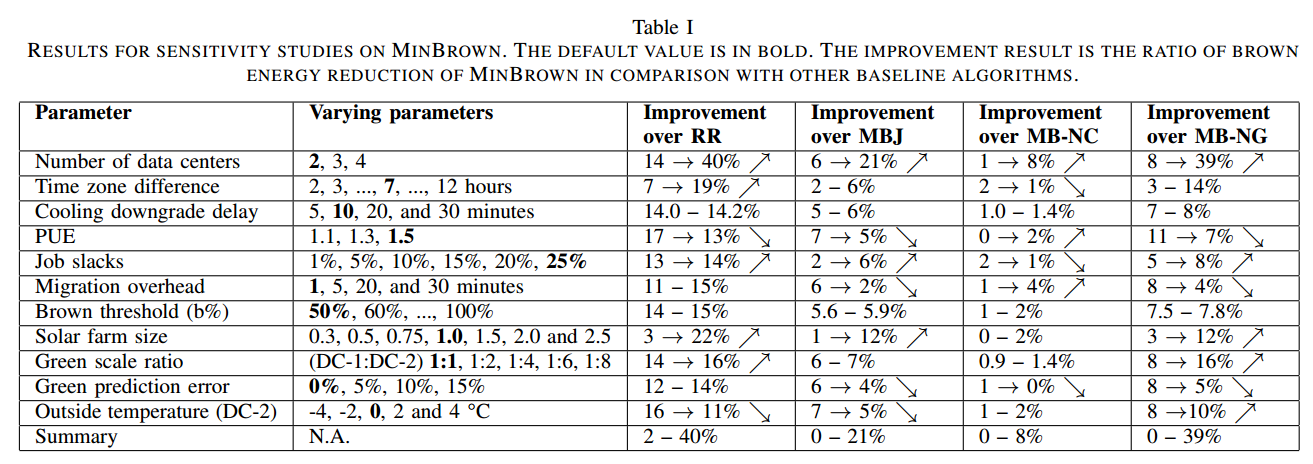 Table I
RESULTS FOR SENSITIVITY STUDIES ON MINBROWN. THE DEFAULT VALUE IS IN BOLD. THE IMPROVEMENT RESULT IS THE RATIO OF BROWN
ENERGY REDUCTION OF MINBROWN IN COMPARISON WITH OTHER BASELINE ALGORITHMS.
Parameter Varying parameters Improvement over RR Improvement over MBJ Improvement over MB-NC Improvement over MB-NG
Number of data centers 2, 3, 4 14 → 40% ↗ 6 → 21% ↗ 1 → 8% ↗ 8 → 39% ↗
Time zone difference 2, 3, ..., 7, ..., 12 hours 7 → 19% ↗ 2 – 6% 2 → 1% ↘ 3 – 14%
Cooling downgrade delay 5, 10, 20, and 30 minutes 14.0 – 14.2% 5 – 6% 1.0 – 1.4% 7 – 8%
PUE 1.1, 1.3, 1.5 17 → 13% ↘ 7 → 5% ↘ 0 → 2% ↗ 11 → 7% ↘
Job slacks 1%, 5%, 10%, 15%, 20%, 25% 13 → 14% ↗ 2 → 6% ↗ 2 → 1% ↘ 5 → 8% ↗
Migration overhead 1, 5, 20, and 30 minutes 11 – 15% 6 → 2% ↘ 1 → 4% ↗ 8 → 4% ↘
Brown threshold (b%) 50%, 60%, ..., 100% 14 – 15% 5.6 – 5.9% 1 – 2% 7.5 – 7.8%
Solar farm size 0.3, 0.5, 0.75, 1.0, 1.5, 2.0 and 2.5 3 → 22% ↗ 1 → 12% ↗ 0 – 2% 3 → 12% ↗
Green scale ratio (DC-1:DC-2) 1:1, 1:2, 1:4, 1:6, 1:8 14 → 16% ↗ 6 – 7% 0.9 – 1.4% 8 → 16% ↗
Green prediction error 0%, 5%, 10%, 15% 12 – 14% 6 → 4% ↘ 1 → 0% ↘ 8 → 5% ↘
Outside temperature (DC-2) -4, -2, 0, 2 and 4 °C 16 → 11% ↘ 7 → 5% ↘ 1 – 2% 8 →10% ↗
Summary N.A. 2 – 40% 0 – 21% 0 – 8% 0 – 39%